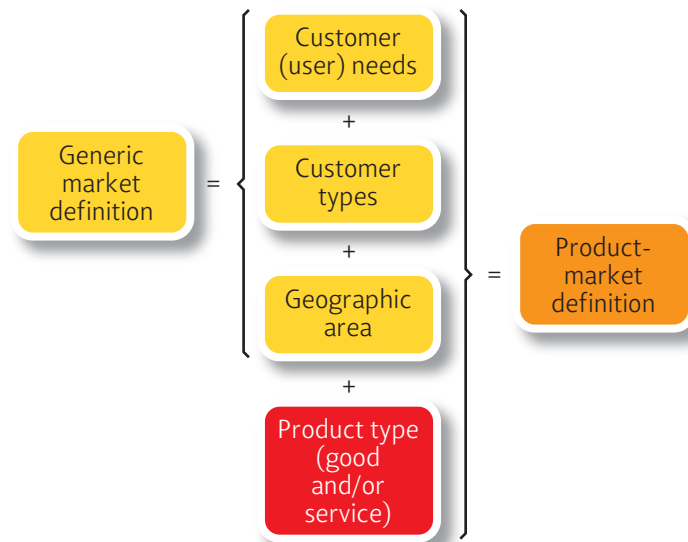 Customer
(user) needs
+
Generic
market
definition
=
Customer
types
+
Geographic
area
=
Product-
market
definition
+
Product type
(good
and/or
service)